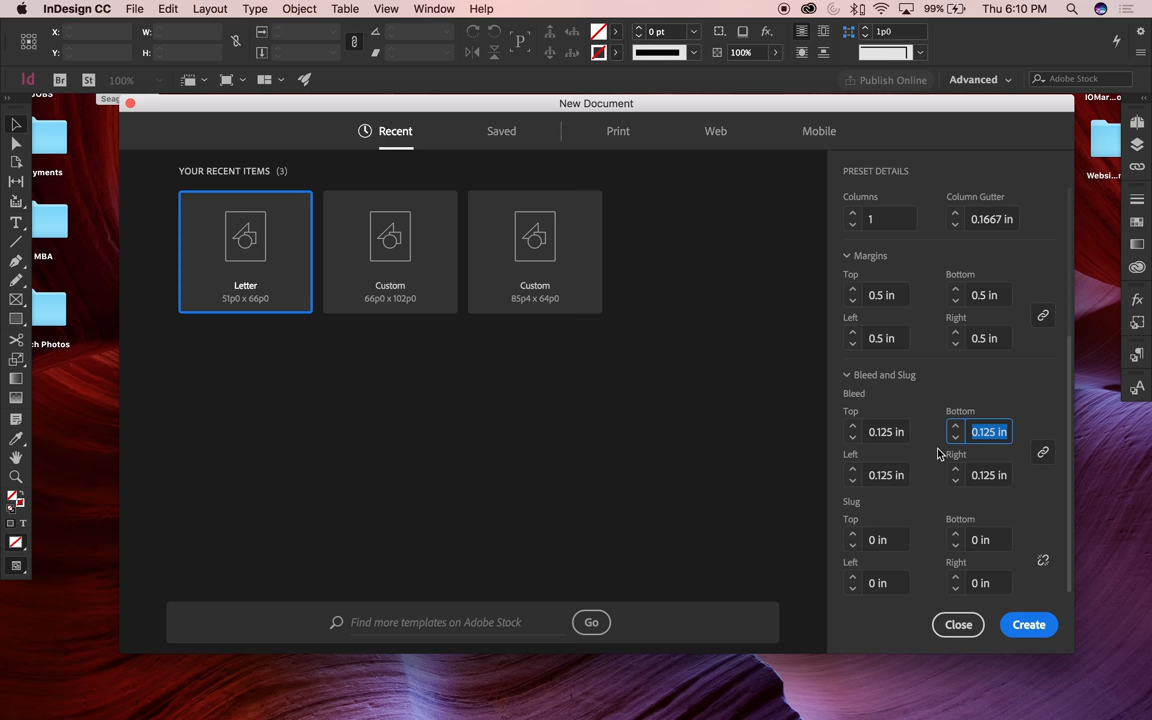 InDesign CC File Edit Layout Type Object Table View Window Help 99% Thu 6:10 PM
X: W: 0 pt 1p0
Y: H: P 100% fx.
Id Br St 100% Publish Online Advanced Adobe Stock
JOBS Seag New Document IOMar...o
Recent Saved Print Web Mobile
yments Websi...r
YOUR RECENT ITEMS (3) PRESET DETAILS
Columns Column Gutter
1 0.1667 in
MBA
Margins
Top Bottom
0.5 in 0.5 in
Left Right
0.5 in 0.5 in
Letter Custom Custom
51p0 x 66p0 66p0 x 102p0 85p4 x 64p0
ch Photos
Bleed and Slug
Bleed
Top Bottom
0.125 in 0.125 in
Left Right
0.125 in 0.125 in
Slug
Top Bottom
0 in 0 in
Left Right
0 in 0 in
Find more templates on Adobe Stock Go
Close Create